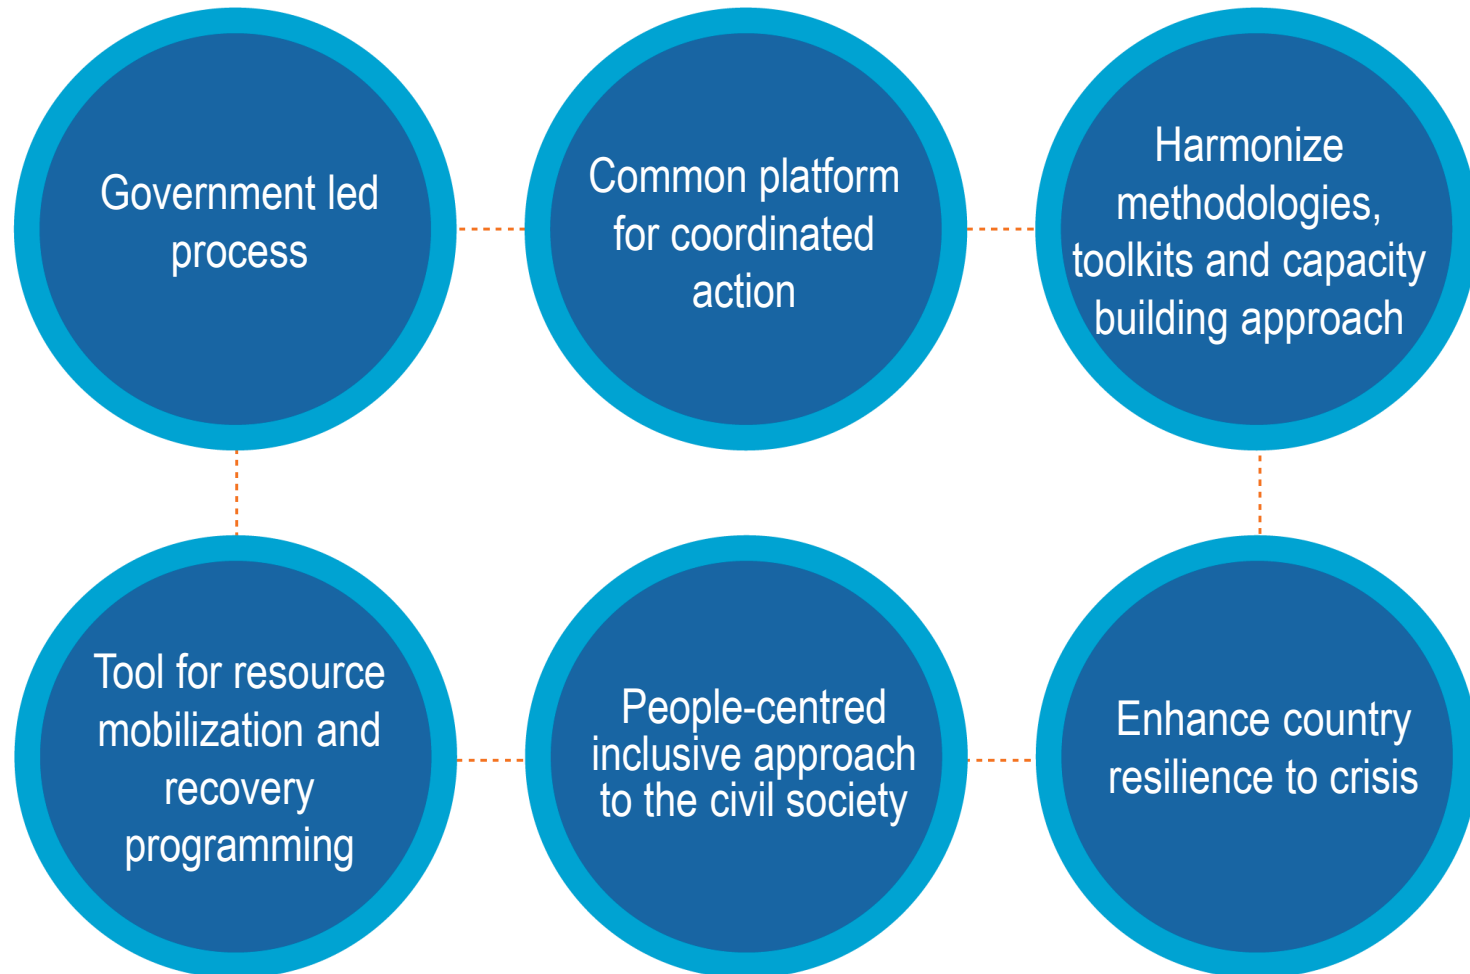 Government led
process
Common platform
for coordinated
action
Harmonize
methodologies,
toolkits and capacity
building approach
Tool for resource
mobilization and
recovery
programming
People-centred
inclusive approach
to the civil society
Enhance country
resilience to crisis